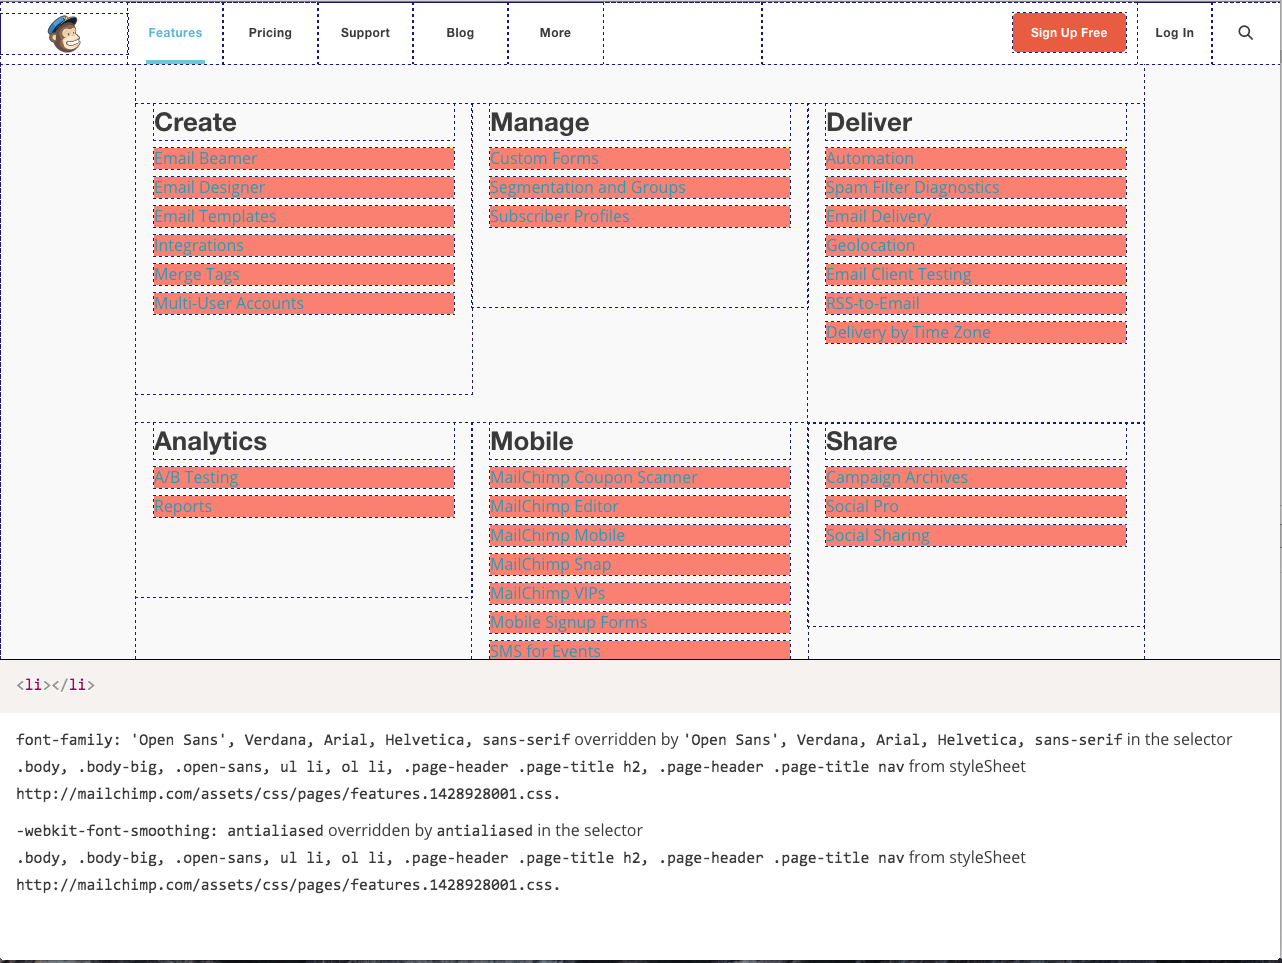 Features Pricing Support Blog More Sign Up Free Log In
Create
Email Beamer
Email Designer
Email Templates
Integrations
Merge Tags
Multi-User Accounts
Manage
Custom Forms
Segmentation and Groups
Subscriber Profiles
Deliver
Automation
Spam Filter Diagnostics
Email Delivery
Geolocation
Email Client Testing
RSS-to-Email
Delivery by Time Zone
Analytics
A/B Testing
Reports
Mobile
MailChimp Coupon Scanner
MailChimp Editor
MailChimp Mobile
MailChimp Snap
MailChimp VIPs
Mobile Signup Forms
SMS for Events
Share
Campaign Archives
Social Pro
Social Sharing
<li></li>
font-family: 'Open Sans', Verdana, Arial, Helvetica, sans-serif overridden by 'Open Sans', Verdana, Arial, Helvetica, sans-serif in the selector
.body, .body-big, .open-sans, ul li, ol li, .page-header .page-title h2, .page-header .page-title nav from styleSheet
http://mailchimp.com/assets/css/pages/features.1428928001.css.
-webkit-font-smoothing: antialiased overridden by antialiased in the selector
.body, .body-big, .open-sans, ul li, ol li, .page-header .page-title h2, .page-header .page-title nav from styleSheet
http://mailchimp.com/assets/css/pages/features.1428928001.css.